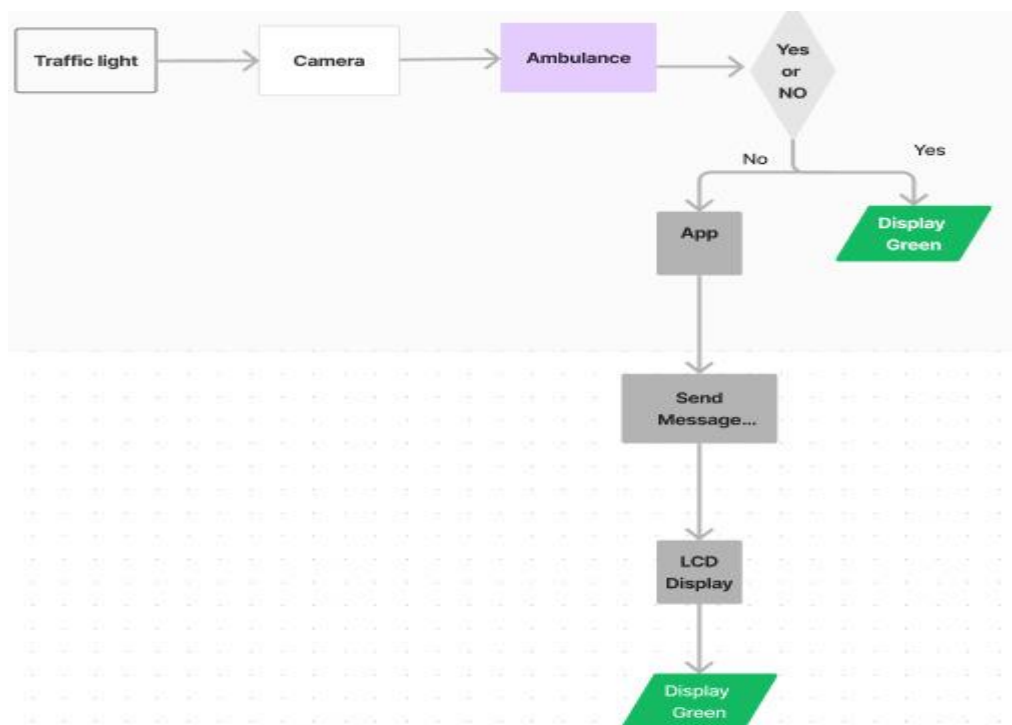 Traffic light
Camera
Ambulance
Yes
or
NO
No
Yes
App
Display
Green
Send
Message...
LCD
Display
Display
Green